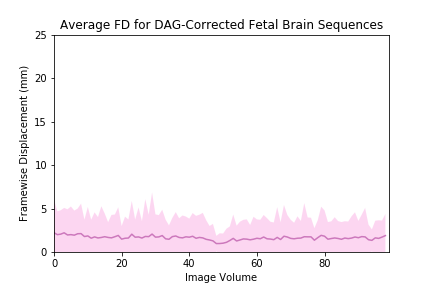 Average FD for DAG-Corrected Fetal Brain Sequences
25
20
15
10
5
0
Framewise Displacement (mm)
0 20 40 60 80
Image Volume